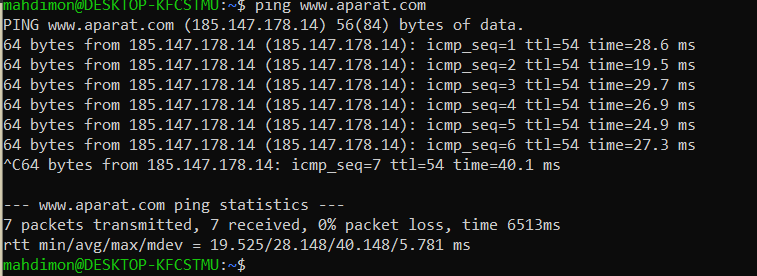 mahdimon@DESKTOP-KFCSTMU:~$ ping www.aparat.com
PING www.aparat.com (185.147.178.14) 56(84) bytes of data.
64 bytes from 185.147.178.14 (185.147.178.14): icmp_seq=1 ttl=54 time=28.6 ms
64 bytes from 185.147.178.14 (185.147.178.14): icmp_seq=2 ttl=54 time=19.5 ms
64 bytes from 185.147.178.14 (185.147.178.14): icmp_seq=3 ttl=54 time=29.7 ms
64 bytes from 185.147.178.14 (185.147.178.14): icmp_seq=4 ttl=54 time=26.9 ms
64 bytes from 185.147.178.14 (185.147.178.14): icmp_seq=5 ttl=54 time=24.9 ms
64 bytes from 185.147.178.14 (185.147.178.14): icmp_seq=6 ttl=54 time=27.3 ms
^C64 bytes from 185.147.178.14: icmp_seq=7 ttl=54 time=40.1 ms
--- www.aparat.com ping statistics ---
7 packets transmitted, 7 received, 0% packet loss, time 6513ms
rtt min/avg/max/mdev = 19.525/28.148/40.148/5.781 ms
mahdimon@DESKTOP-KFCSTMU:~$